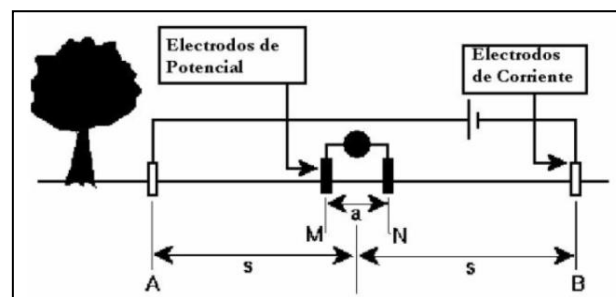 Electrodos de
Potencial
Electrodos
de Corriente
a
M
N
s
s
A
B